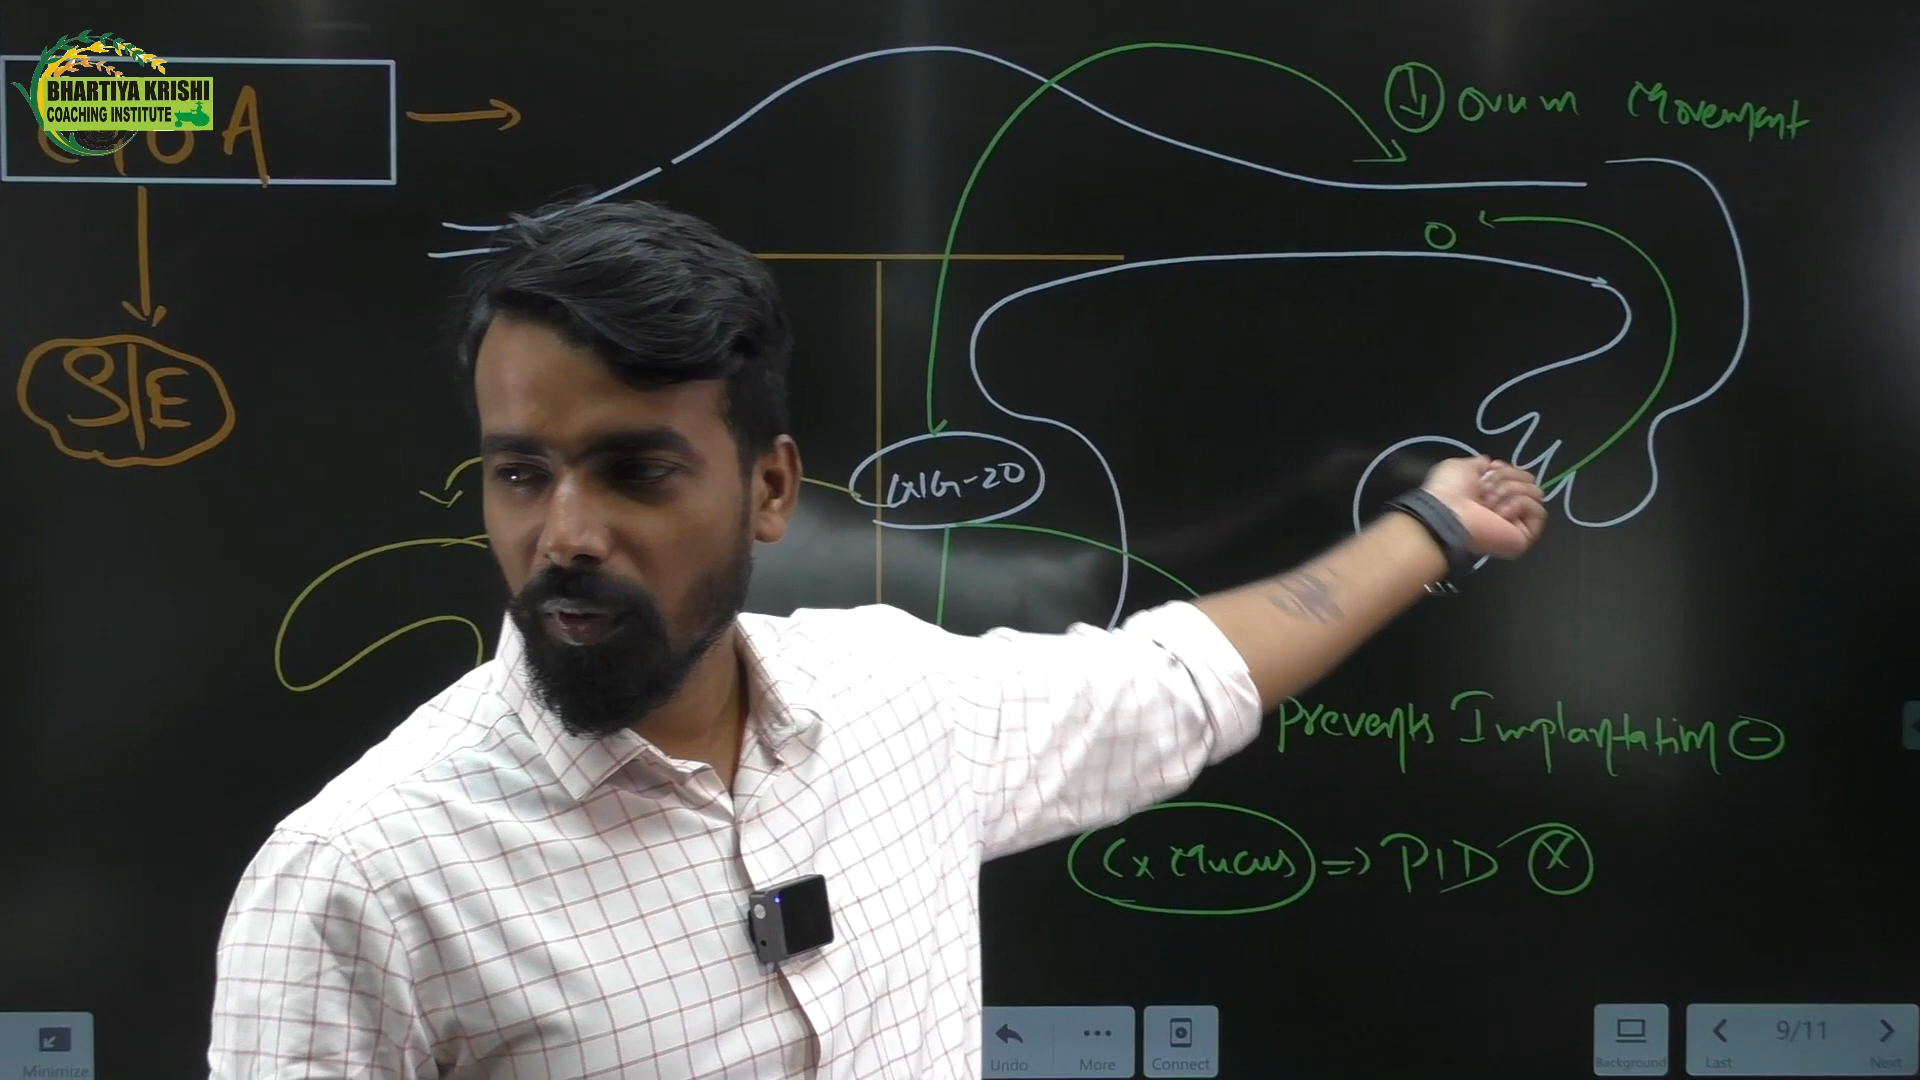 BHARTIYA KRISHI
COACHING INSTITUTE
↓ Ovum Movement
O
S|E
LNG-20
Prevents Implantation ⊖
Cx Mucus => PID ⊗
Minimize
Undo
More
Connect
Background
Last
9/11
Next